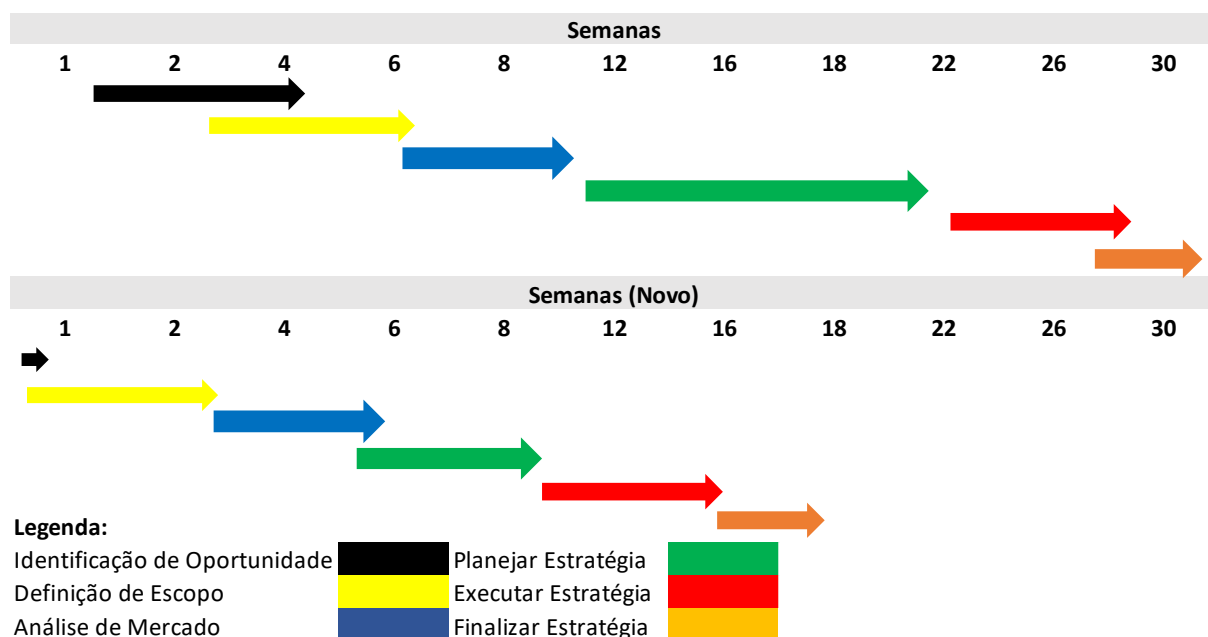 Semanas
1 2 4 6 8 12 16 18 22 26 30
Semanas (Novo)
1 2 4 6 8 12 16 18 22 26 30
Legenda:
Identificação de Oportunidade Planejar Estratégia
Definição de Escopo Executar Estratégia
Análise de Mercado Finalizar Estratégia